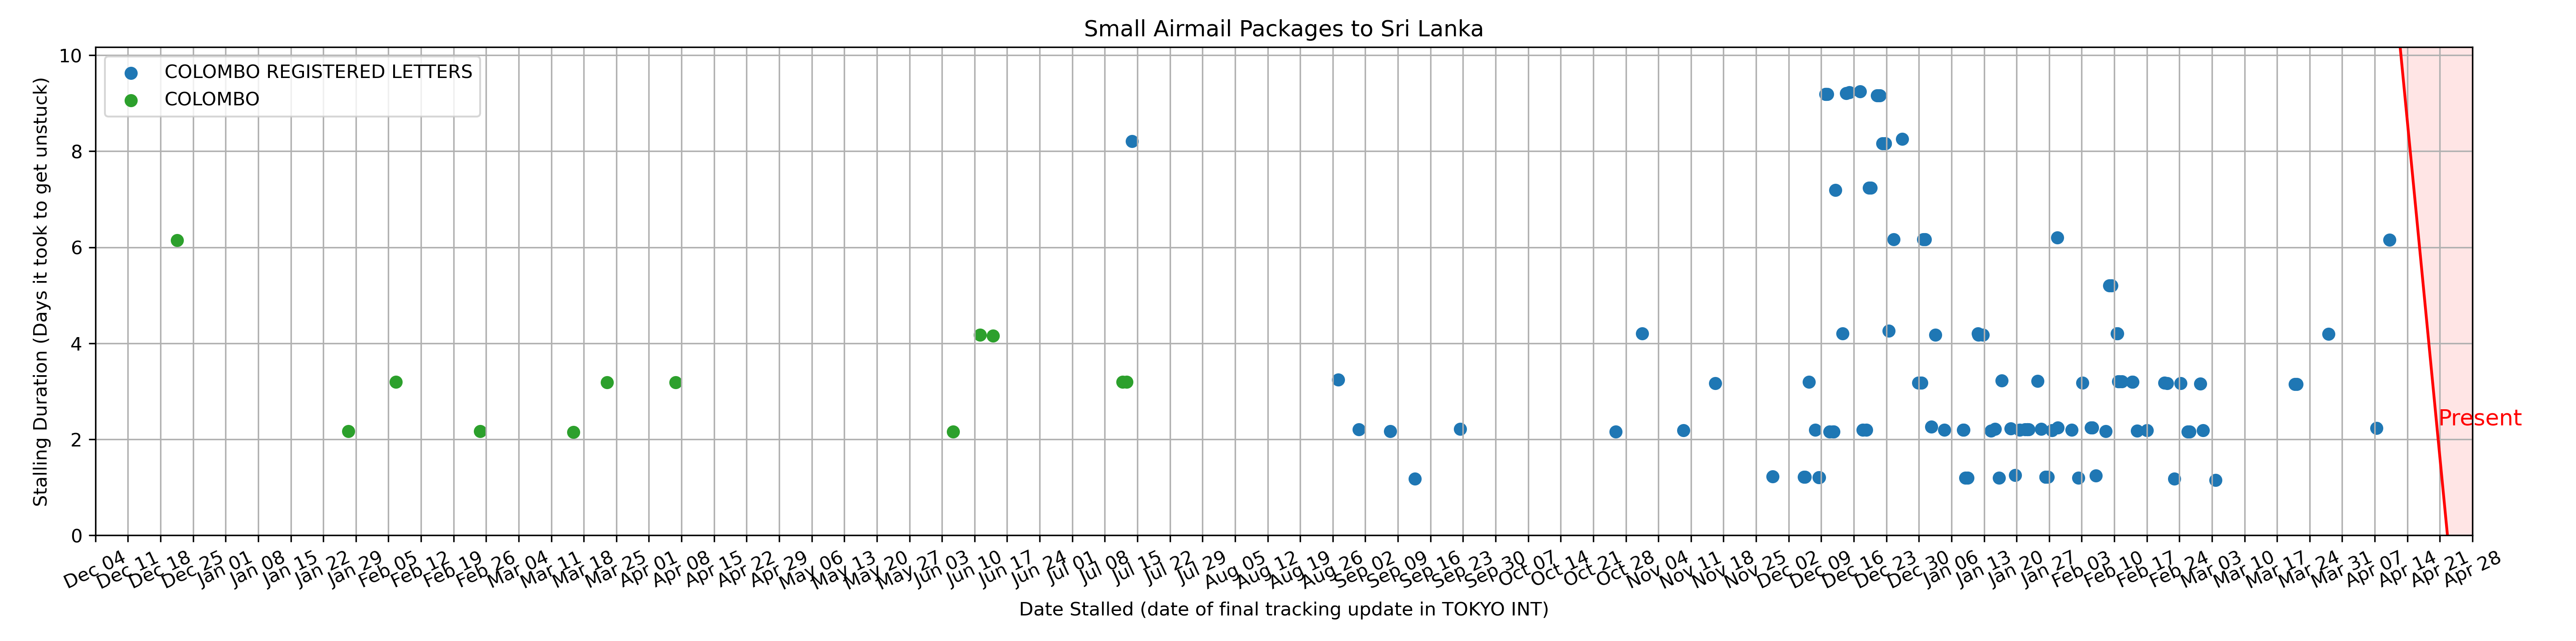 Small Airmail Packages to Sri Lanka
COLOMBO REGISTERED LETTERS
COLOMBO
Stalling Duration (Days it took to get unstuck)
10
8
6
4
2
0
Present
Dec 04 Dec 11 Dec 18 Dec 25 Jan 01 Jan 08 Jan 15 Jan 22 Jan 29 Feb 05 Feb 12 Feb 19 Feb 26 Mar 04 Mar 11 Mar 18 Mar 25 Apr 01 Apr 08 Apr 15 Apr 22 Apr 29 May 06 May 13 May 20 May 27 Jun 03 Jun 10 Jun 17 Jun 24 Jul 01 Jul 08 Jul 15 Jul 22 Jul 29 Aug 05 Aug 12 Aug 19 Aug 26 Sep 02 Sep 09 Sep 16 Sep 23 Sep 30 Oct 07 Oct 14 Oct 21 Oct 28 Nov 04 Nov 11 Nov 18 Nov 25 Dec 02 Dec 09 Dec 16 Dec 23 Dec 30 Jan 06 Jan 13 Jan 20 Jan 27 Feb 03 Feb 10 Feb 17 Feb 24 Mar 03 Mar 10 Mar 17 Mar 24 Mar 31 Apr 07 Apr 14 Apr 21 Apr 28
Date Stalled (date of final tracking update in TOKYO INT)